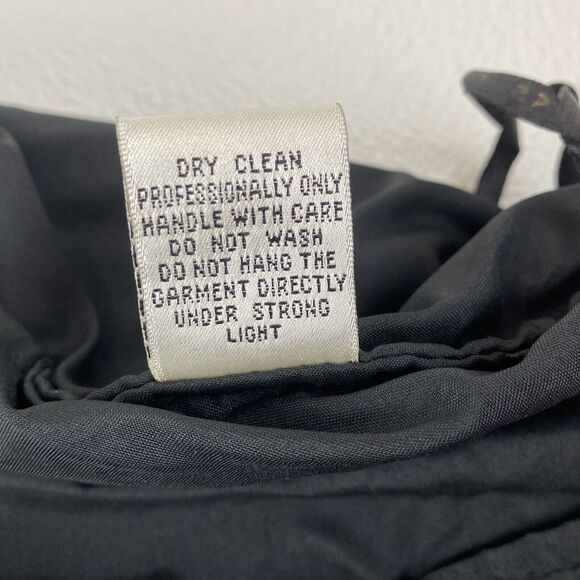 DRY CLEAN
PROFESSIONALLY ONLY
HANDLE WITH CARE
DO NOT WASH
DO NOT HANG THE
GARMENT DIRECTLY
UNDER STRONG
LIGHT